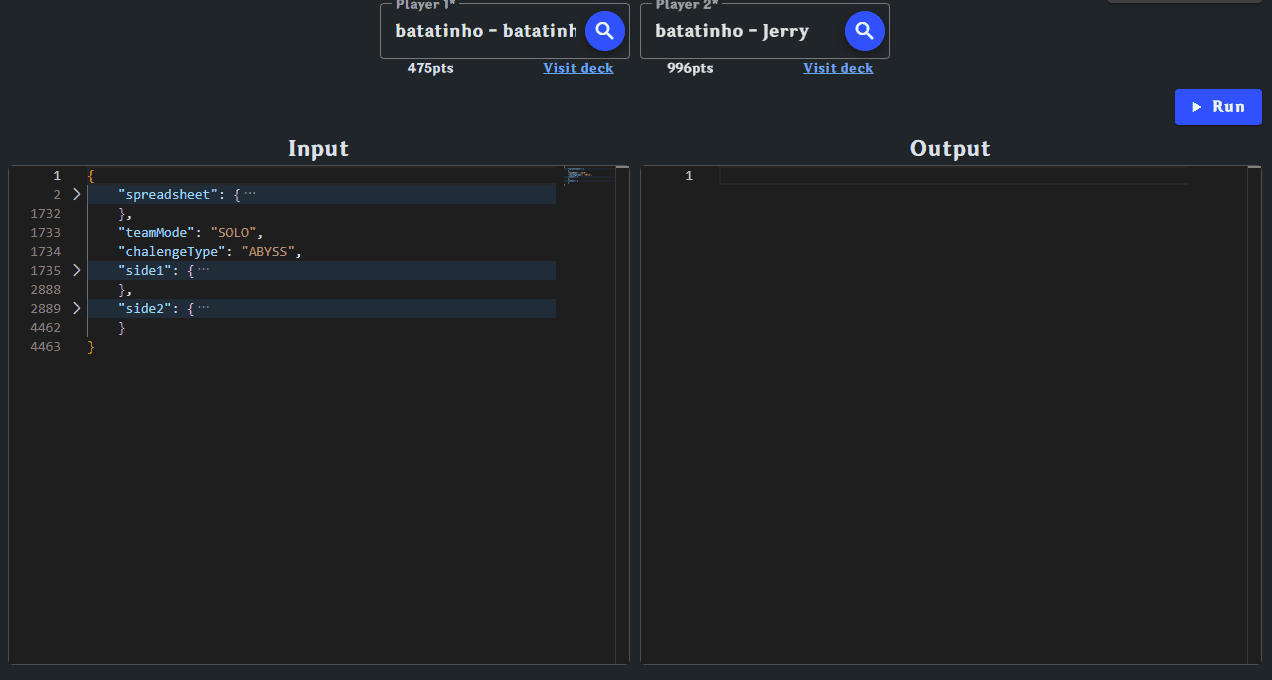 Player 1*
batatinho - batatinh
Player 2*
batatinho - Jerry
475pts
Visit deck
996pts
Visit deck
Run
Input
Output
1 {
2 "spreadsheet": { ...
1732 },
1733 "teamMode": "SOLO",
1734 "chalengeType": "ABYSS",
1735 "side1": { ...
2888 },
2889 "side2": { ...
4462 }
4463 }
1